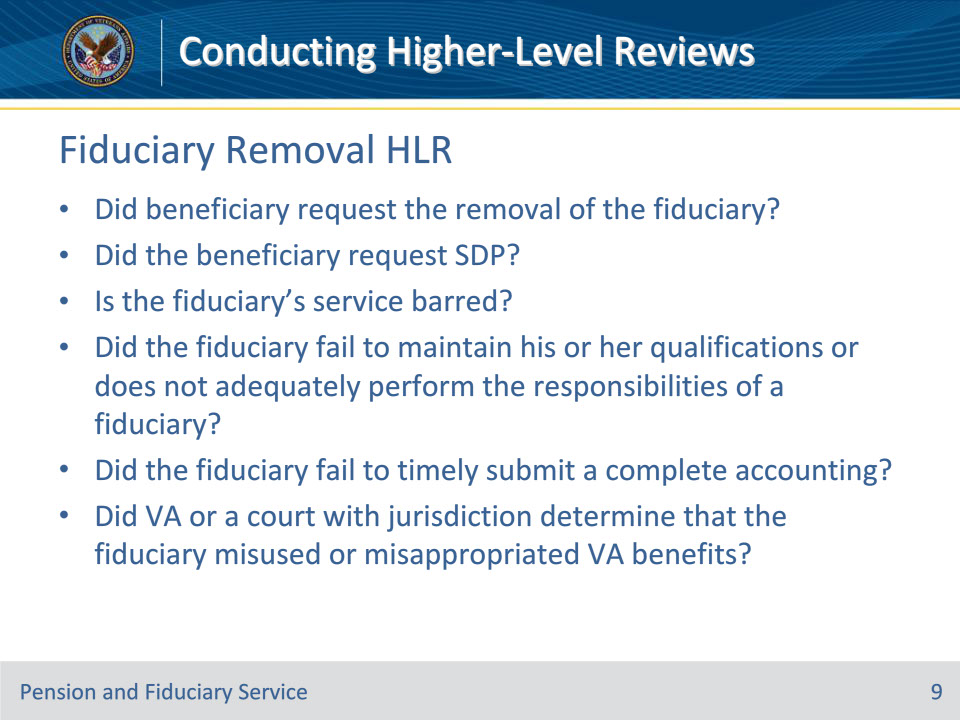 Conducting Higher-Level Reviews
Fiduciary Removal HLR
• Did beneficiary request the removal of the fiduciary?
• Did the beneficiary request SDP?
• Is the fiduciary’s service barred?
• Did the fiduciary fail to maintain his or her qualifications or
does not adequately perform the responsibilities of a
fiduciary?
• Did the fiduciary fail to timely submit a complete accounting?
• Did VA or a court with jurisdiction determine that the
fiduciary misused or misappropriated VA benefits?
Pension and Fiduciary Service
9